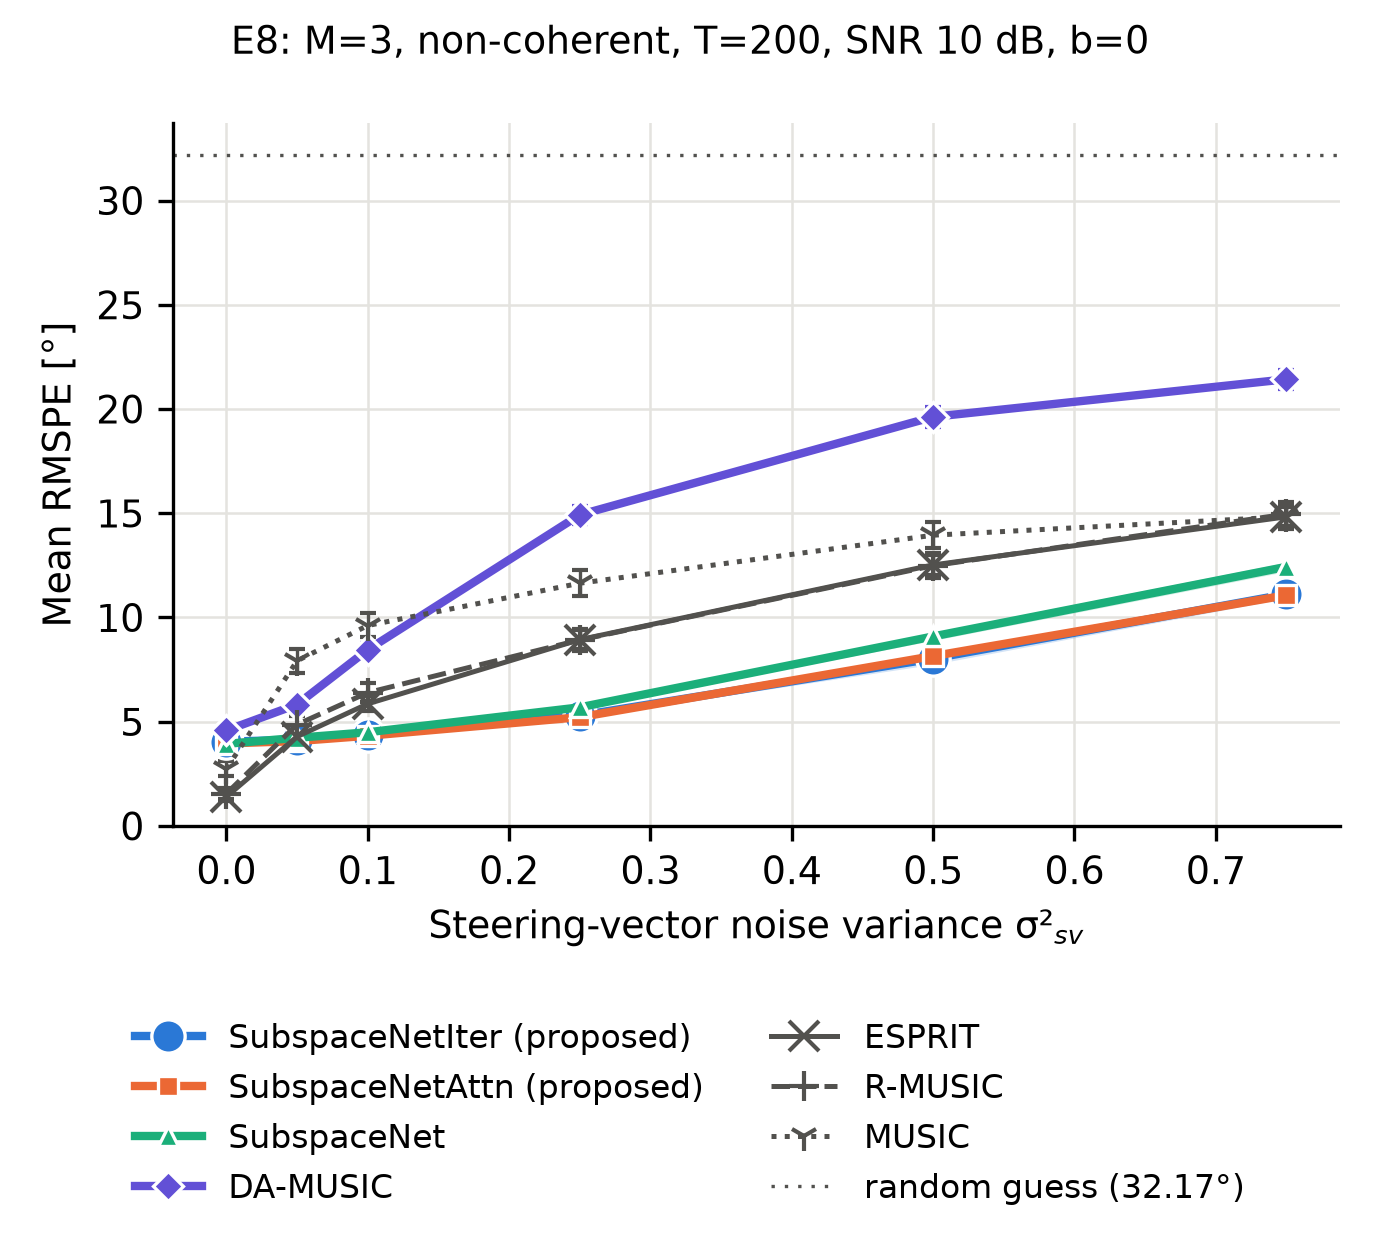 E8: M=3, non-coherent, T=200, SNR 10 dB, b=0
Mean RMSPE [°]
30
25
20
15
10
5
0
0.0 0.1 0.2 0.3 0.4 0.5 0.6 0.7
Steering-vector noise variance σ²sv
SubspaceNetIter (proposed)
SubspaceNetAttn (proposed)
SubspaceNet
DA-MUSIC
ESPRIT
R-MUSIC
MUSIC
random guess (32.17°)